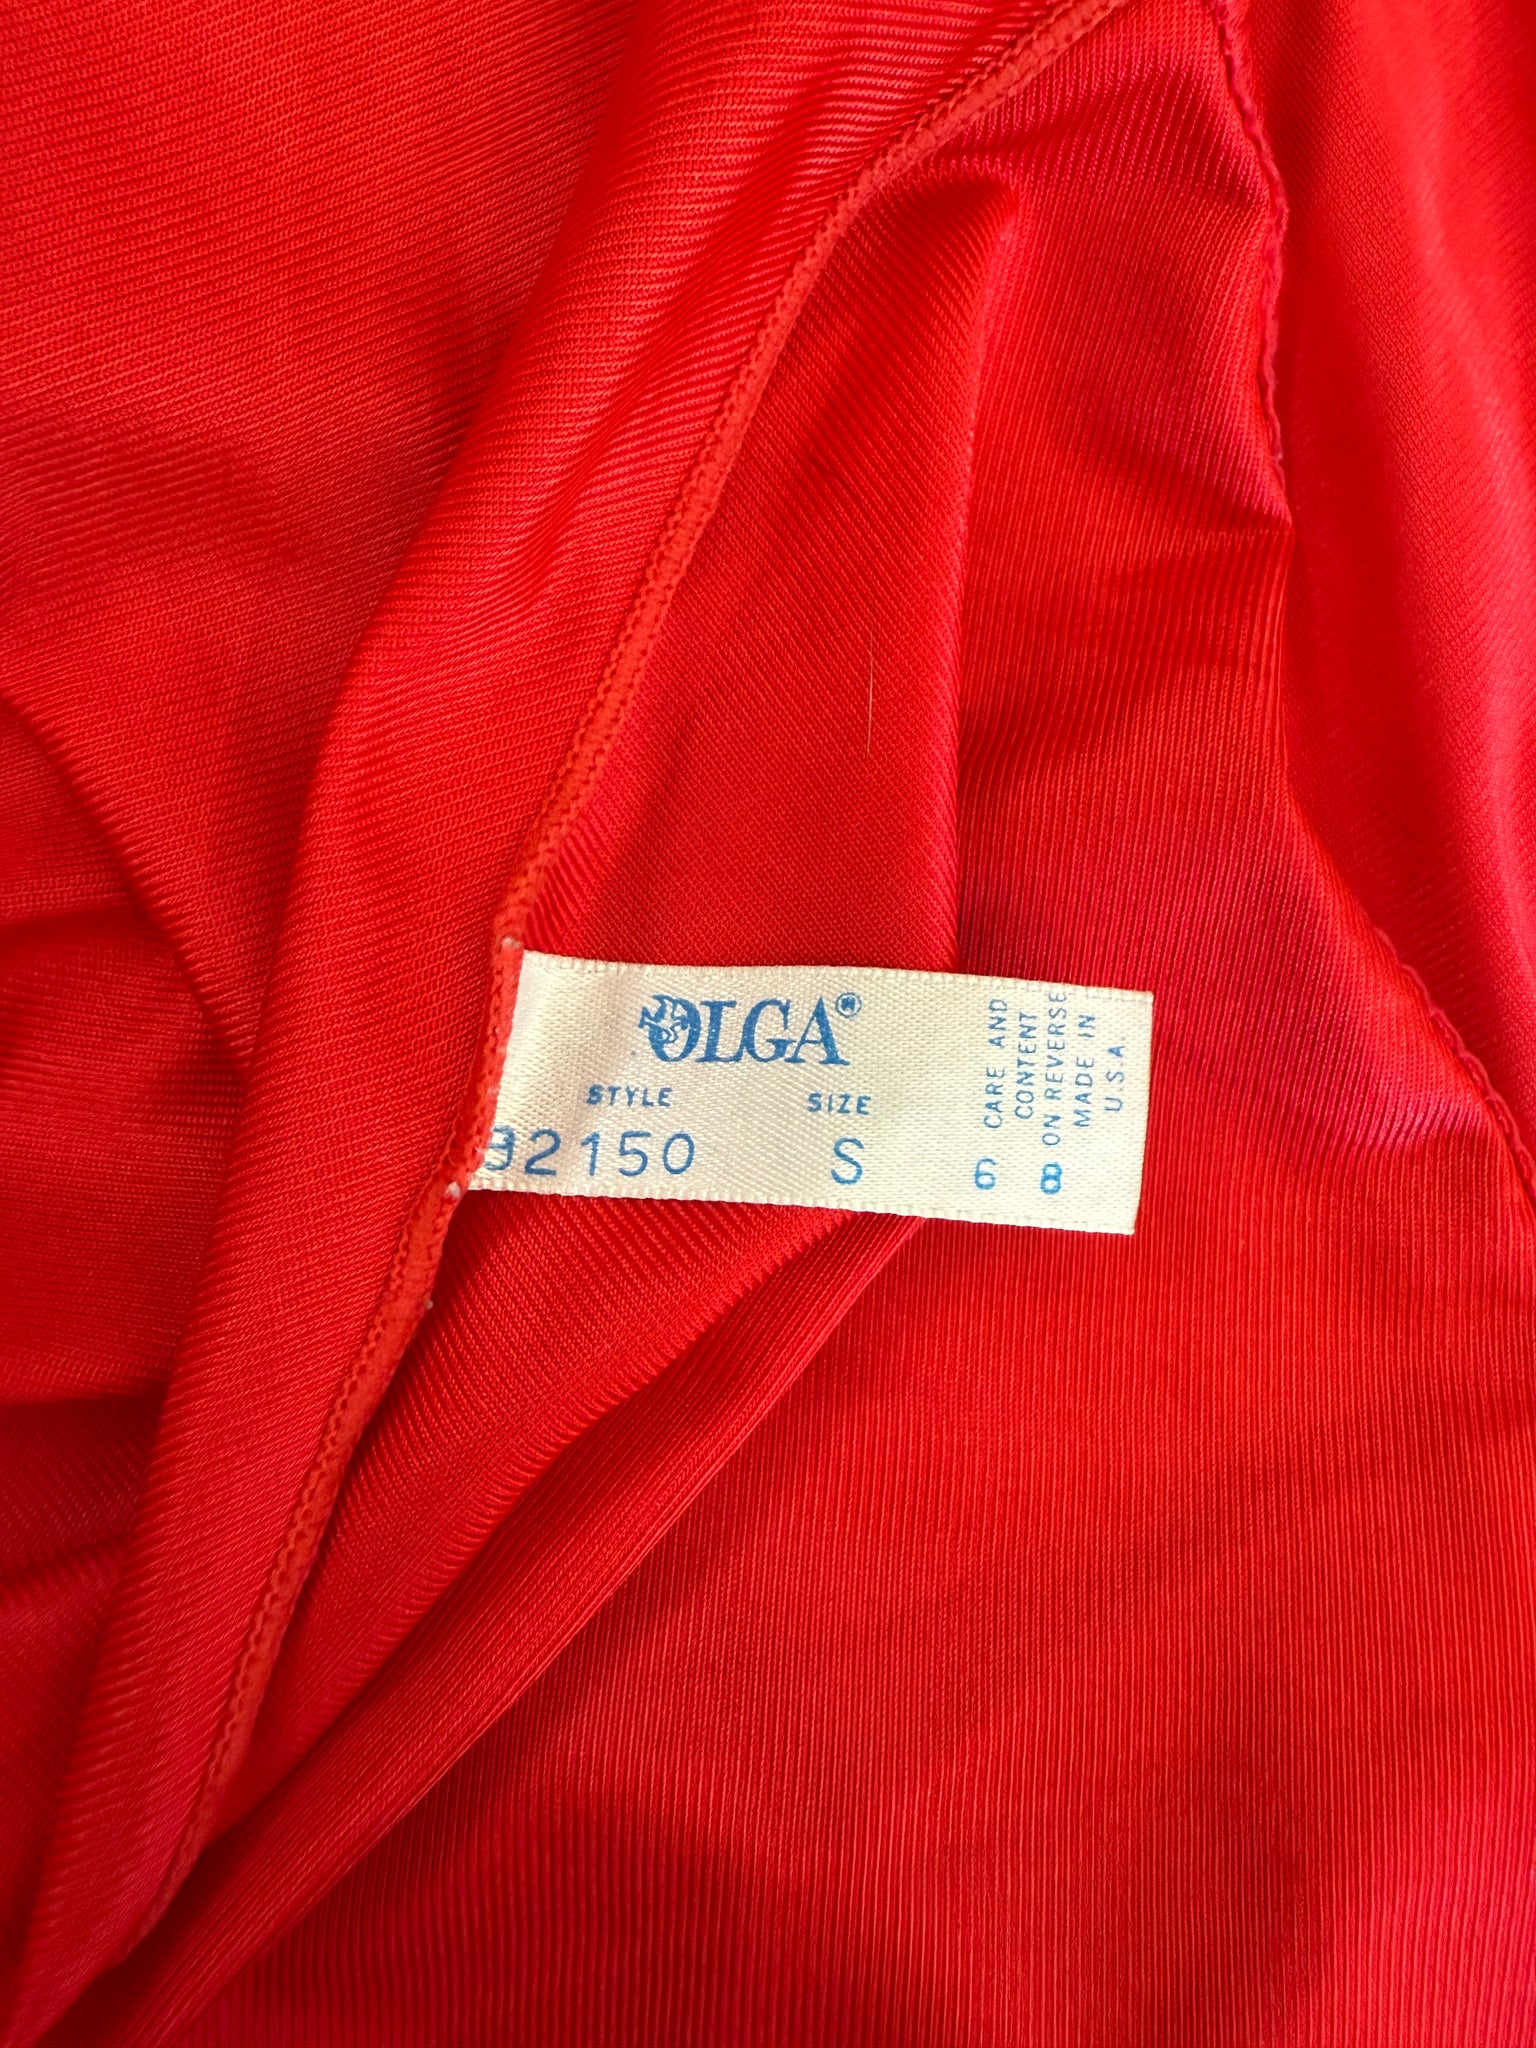 OLGA®
STYLE SIZE
92150 S 6 8
CARE AND
CONTENT
ON REVERSE
MADE IN
U.S.A.